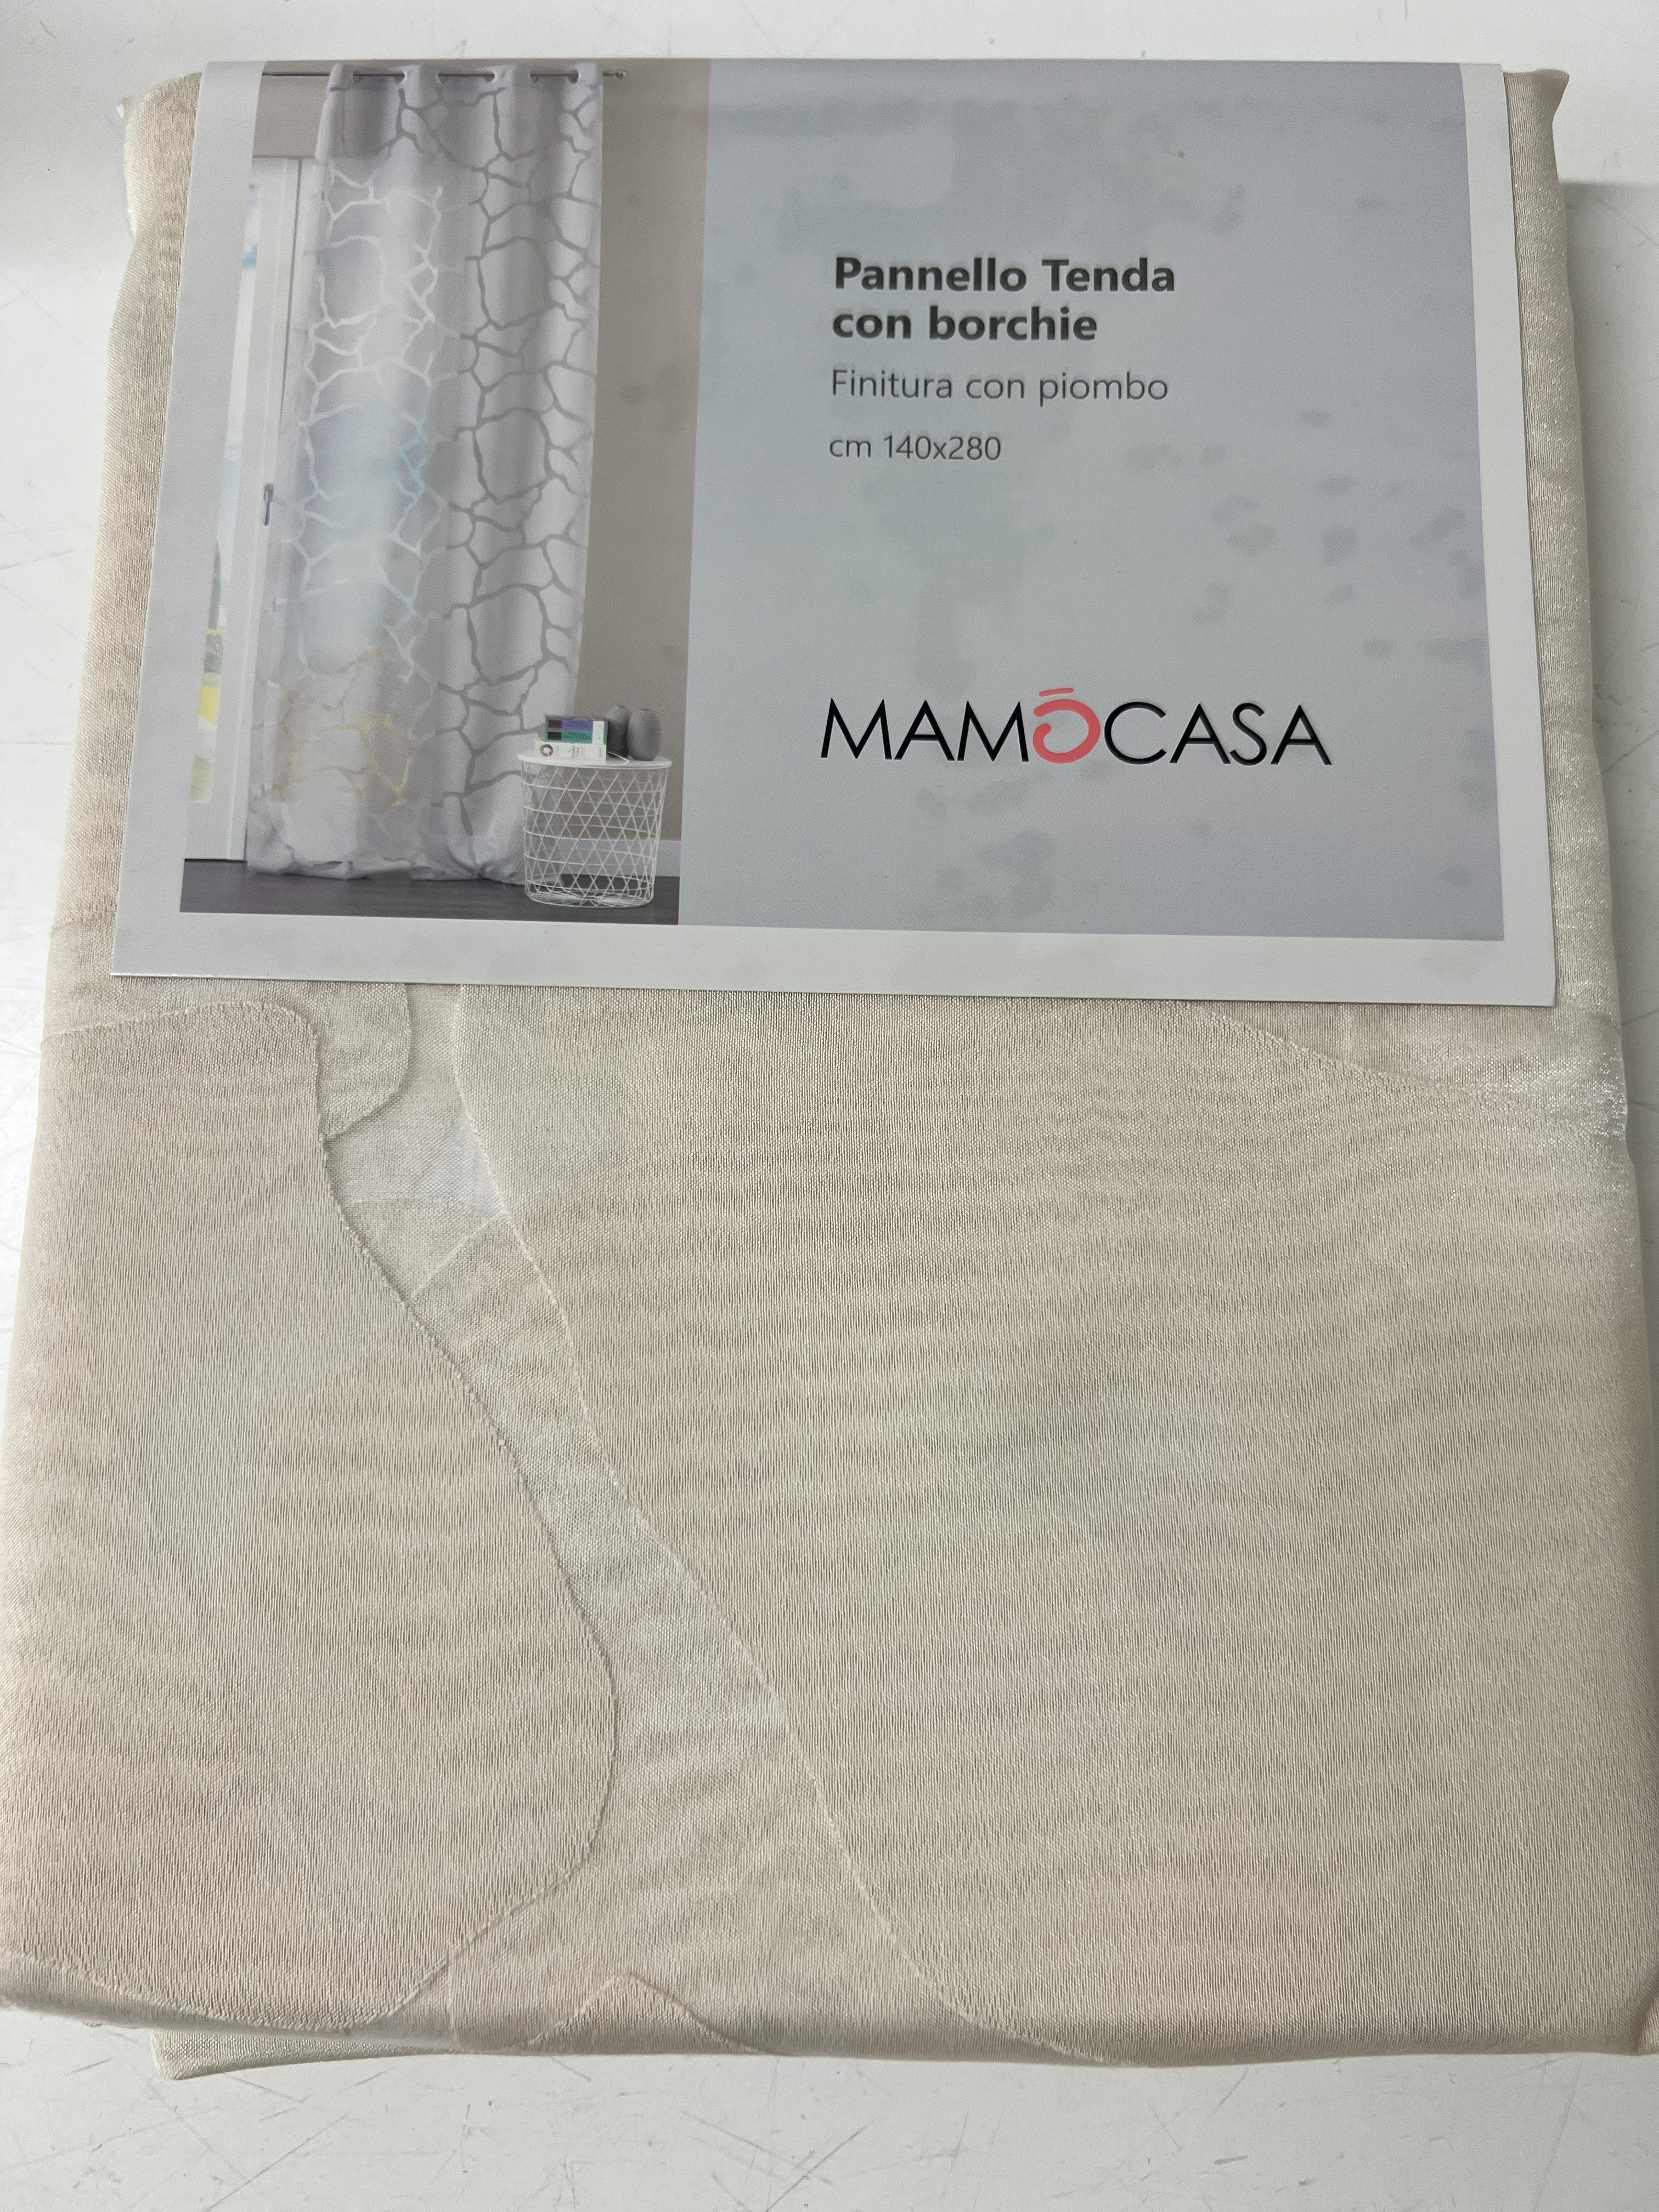 Pannello Tenda
con borchie
Finitura con piombo
cm 140x280
MAMŌCASA